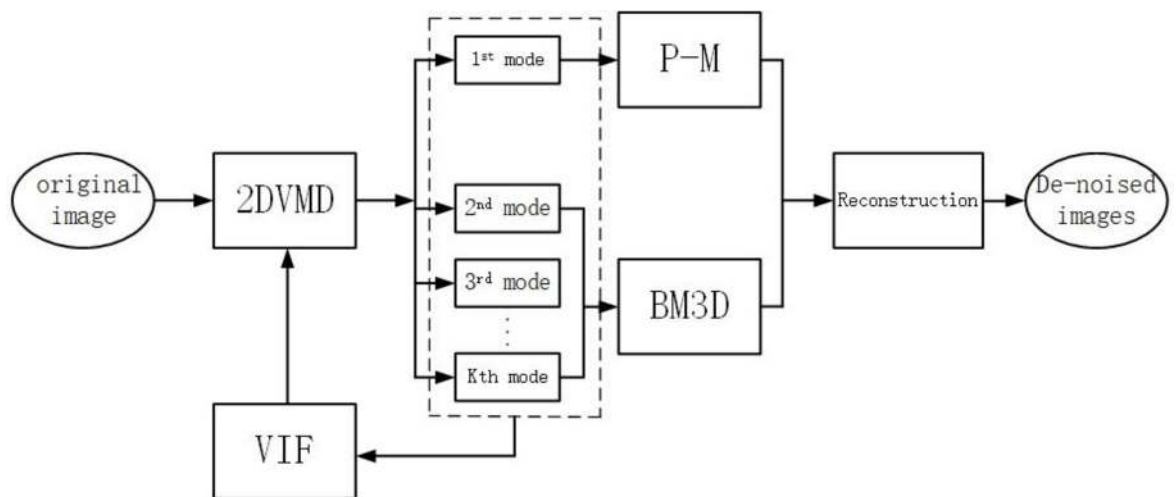 original
image
2DVMD
1st mode
2nd mode
3rd mode
⋮
Kth mode
VIF
P-M
BM3D
Reconstruction
De-noised
images